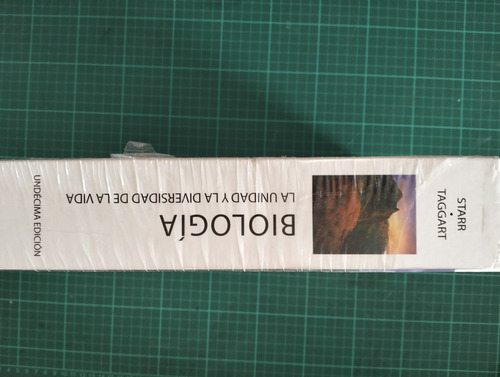 STARR
•
TAGGART
BIOLOGÍA
LA UNIDAD Y LA DIVERSIDAD DE LA VIDA
UNDÉCIMA EDICIÓN